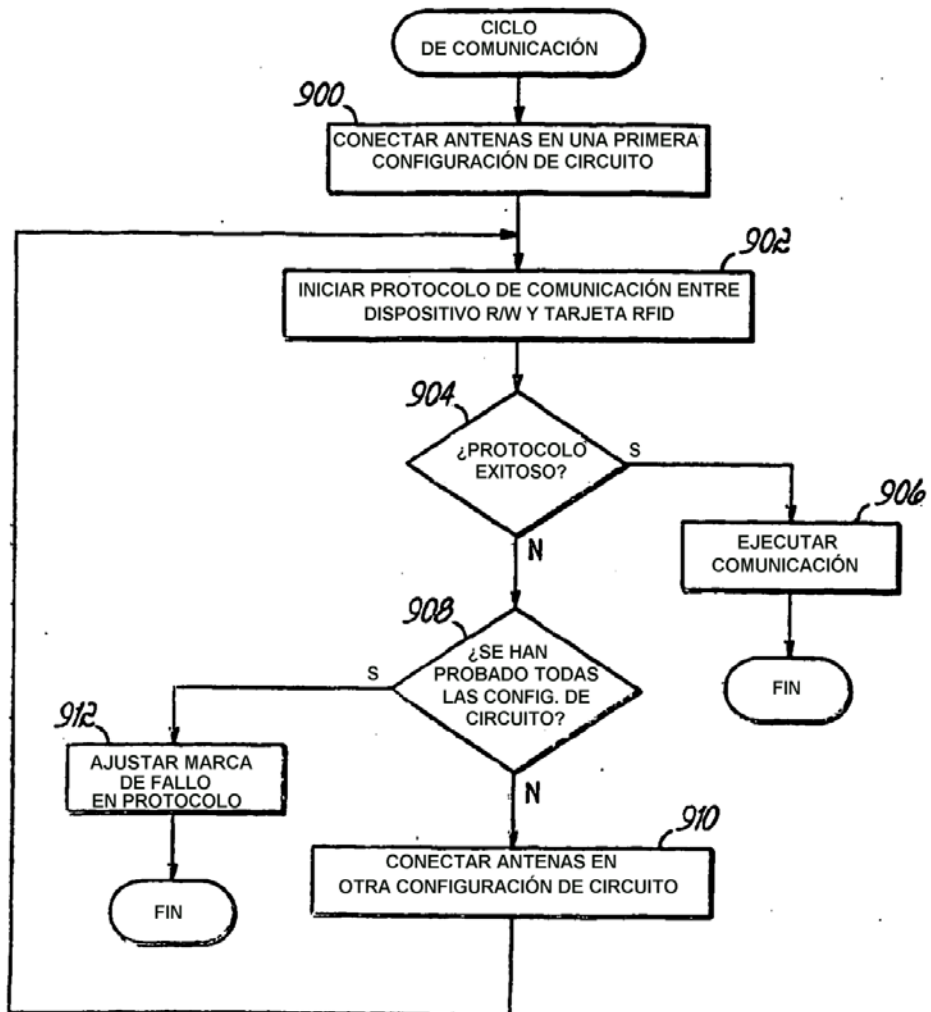 CICLO
DE COMUNICACIÓN
900
CONECTAR ANTENAS EN UNA PRIMERA
CONFIGURACIÓN DE CIRCUITO
902
INICIAR PROTOCOLO DE COMUNICACIÓN ENTRE
DISPOSITIVO R/W Y TARJETA RFID
904
¿PROTOCOLO
EXITOSO?
S
N
906
EJECUTAR
COMUNICACIÓN
FIN
908
¿SE HAN
PROBADO TODAS
LAS CONFIG. DE
CIRCUITO?
S
N
912
AJUSTAR MARCA
DE FALLO
EN PROTOCOLO
FIN
910
CONECTAR ANTENAS EN
OTRA CONFIGURACIÓN DE CIRCUITO